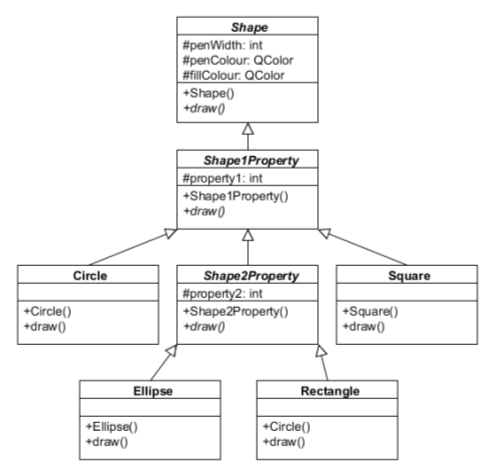 Shape
#penWidth: int
#penColour: QColor
#fillColour: QColor
+Shape()
+draw()
Shape1Property
#property1: int
+Shape1Property()
+draw()
Circle
+Circle()
+draw()
Shape2Property
#property2: int
+Shape2Property()
+draw()
Square
+Square()
+draw()
Ellipse
+Ellipse()
+draw()
Rectangle
+Circle()
+draw()